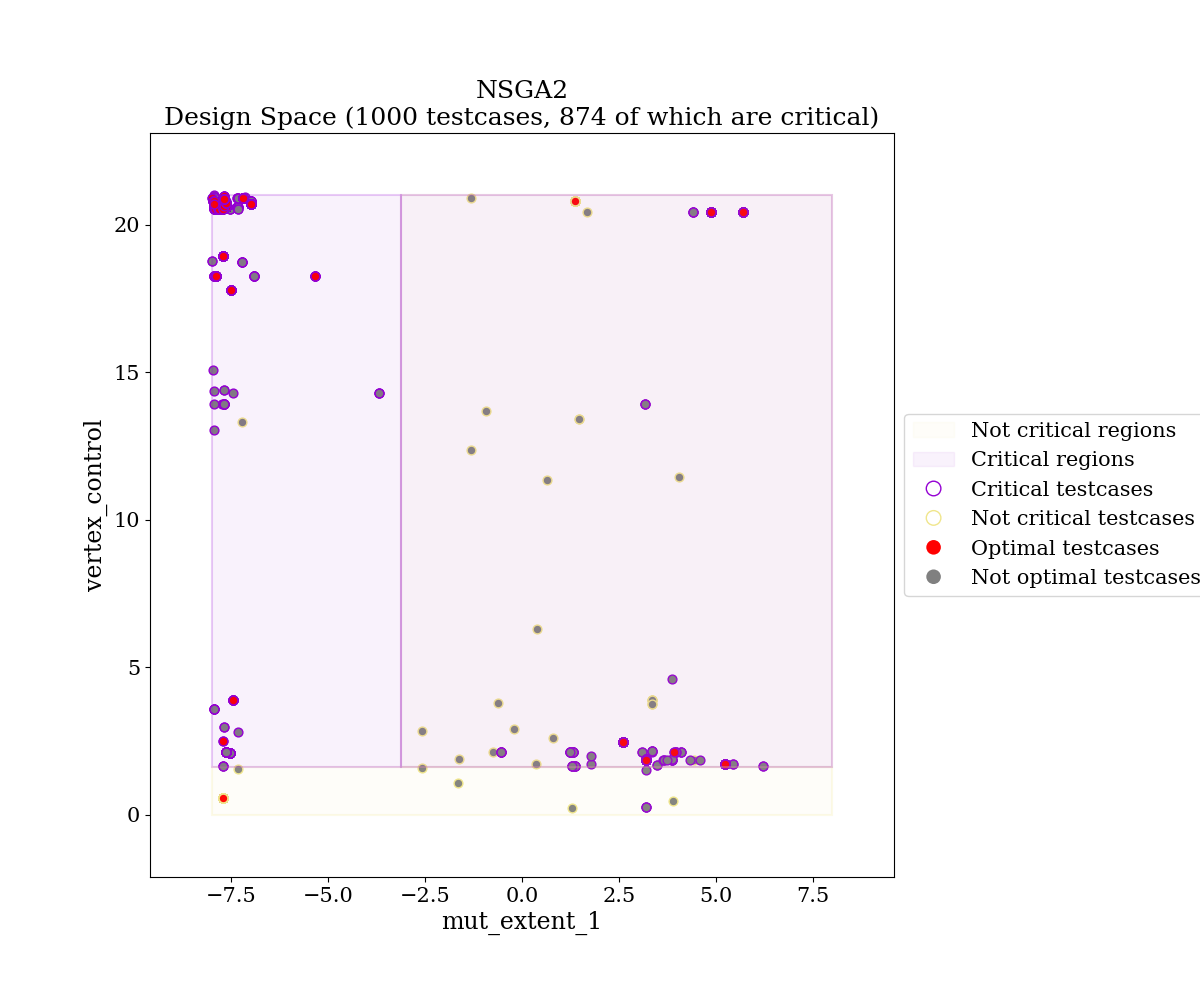 NSGA2
Design Space (1000 testcases, 874 of which are critical)
20
15
10
5
0
vertex_control
−7.5
−5.0
−2.5
0.0
2.5
5.0
7.5
mut_extent_1
Not critical regions
Critical regions
Critical testcases
Not critical testcases
Optimal testcases
Not optimal testcases